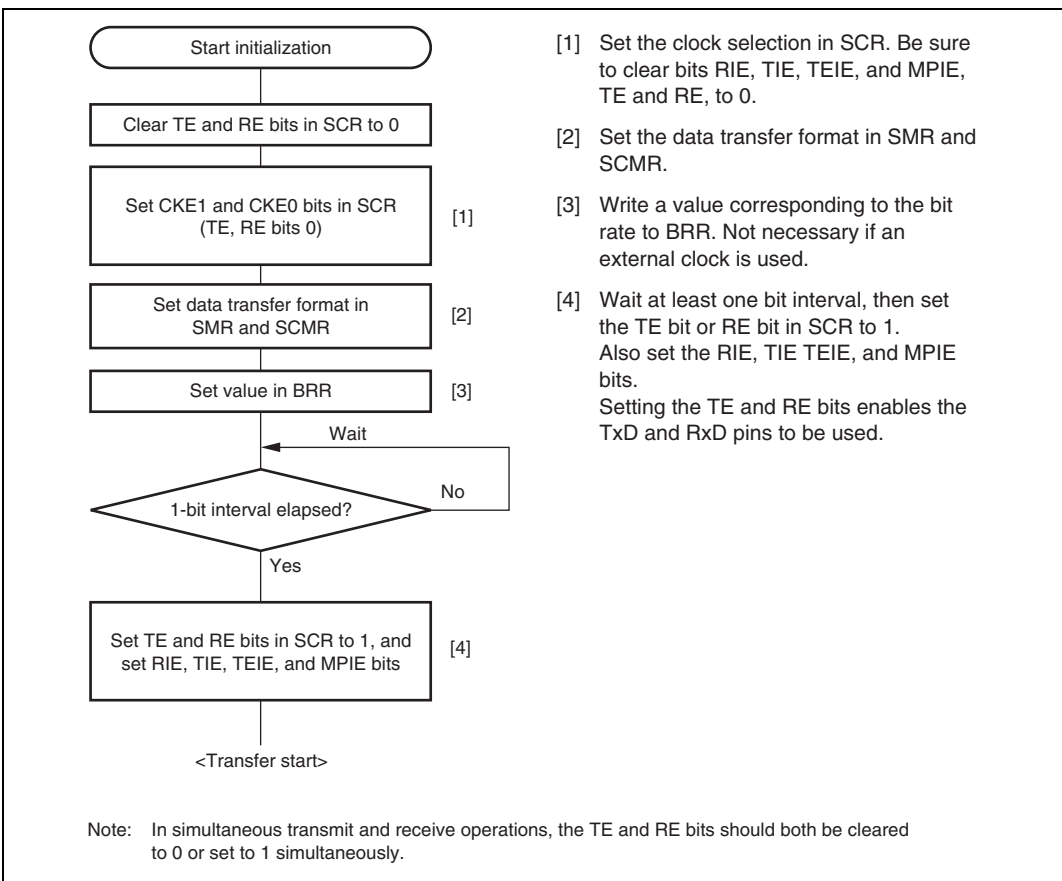 Start initialization
Clear TE and RE bits in SCR to 0
Set CKE1 and CKE0 bits in SCR
(TE, RE bits 0)
[1]
Set data transfer format in
SMR and SCMR
[2]
Set value in BRR
[3]
Wait
No
1-bit interval elapsed?
Yes
Set TE and RE bits in SCR to 1, and
set RIE, TIE, TEIE, and MPIE bits
[4]
<Transfer start>
[1] Set the clock selection in SCR. Be sure
to clear bits RIE, TIE, TEIE, and MPIE,
TE and RE, to 0.
[2] Set the data transfer format in SMR and
SCMR.
[3] Write a value corresponding to the bit
rate to BRR. Not necessary if an
external clock is used.
[4] Wait at least one bit interval, then set
the TE bit or RE bit in SCR to 1.
Also set the RIE, TIE TEIE, and MPIE
bits.
Setting the TE and RE bits enables the
TxD and RxD pins to be used.
Note: In simultaneous transmit and receive operations, the TE and RE bits should both be cleared
to 0 or set to 1 simultaneously.